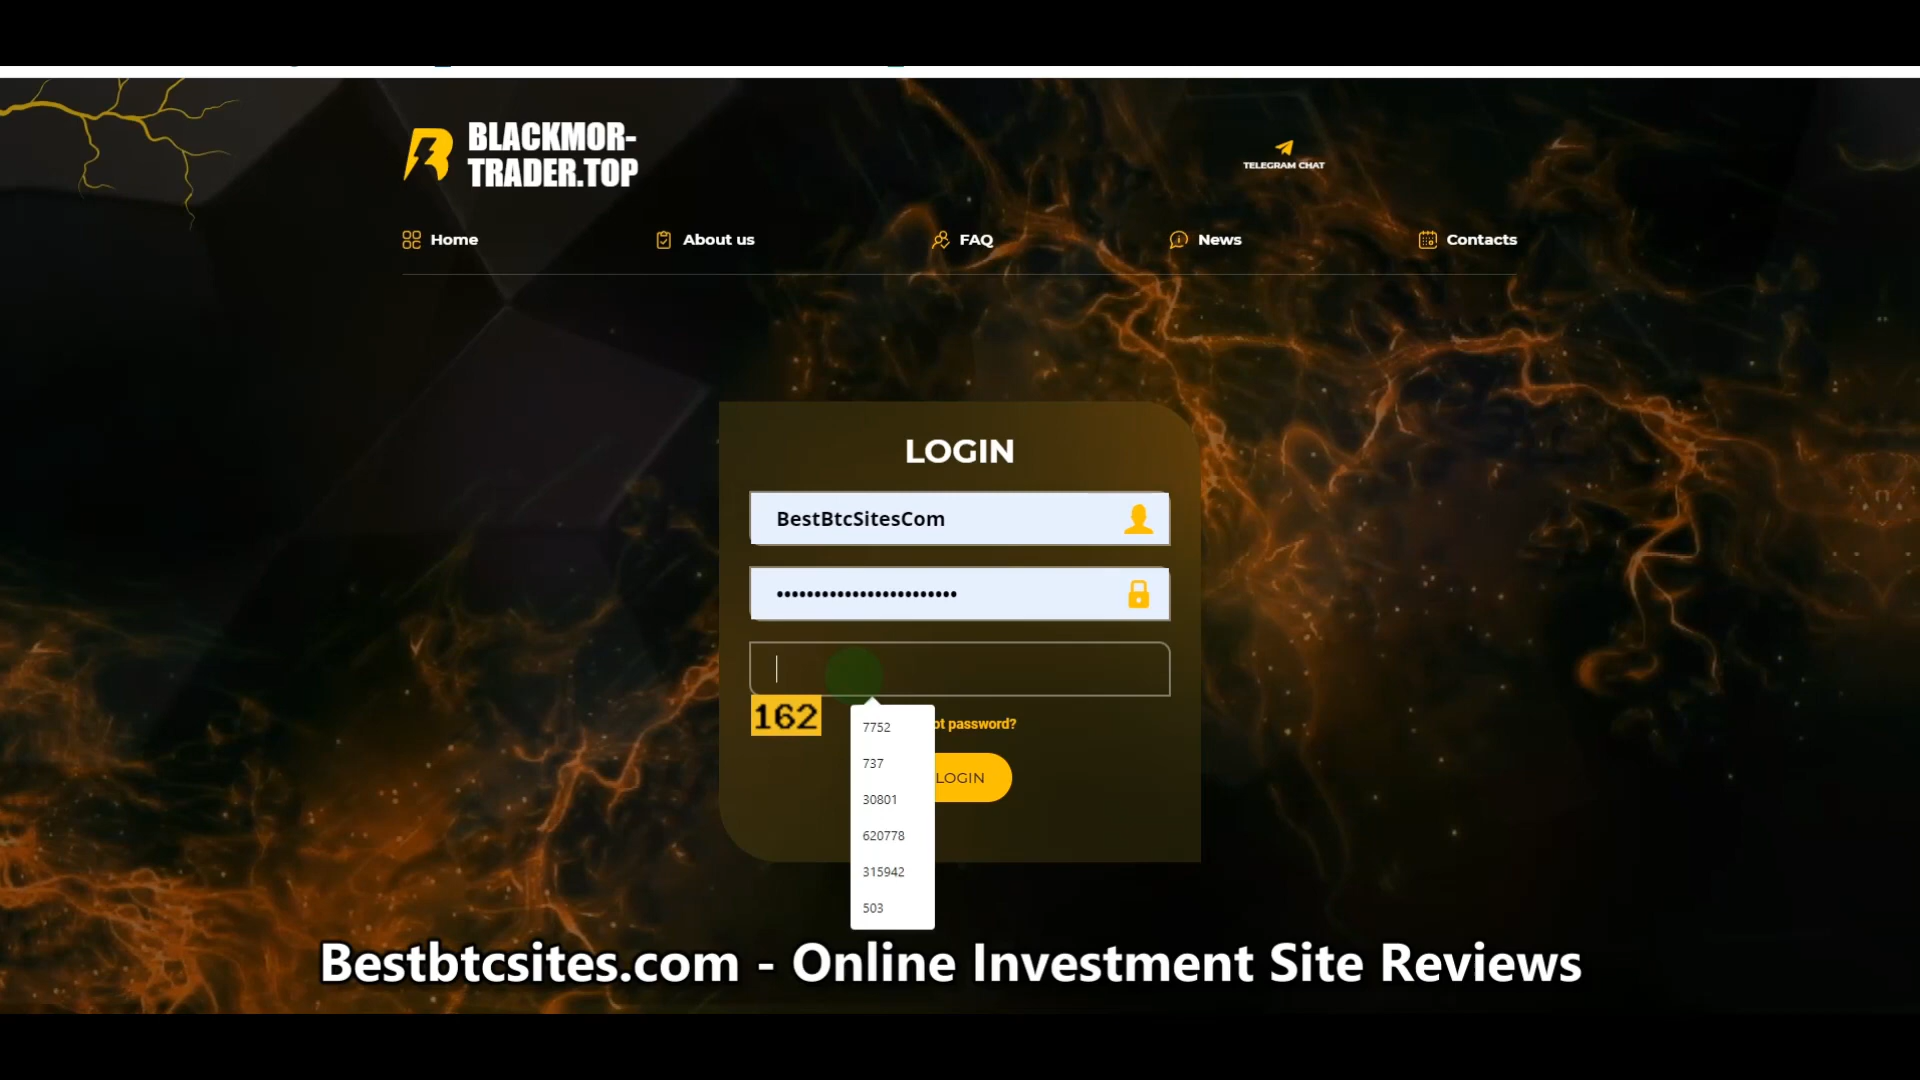 BLACKMOR-
TRADER.TOP
TELEGRAM CHAT
Home
About us
FAQ
News
Contacts
LOGIN
BestBtcSitesCom
162
ot password?
LOGIN
7752
737
30801
620778
315942
503
Bestbtcsites.com - Online Investment Site Reviews